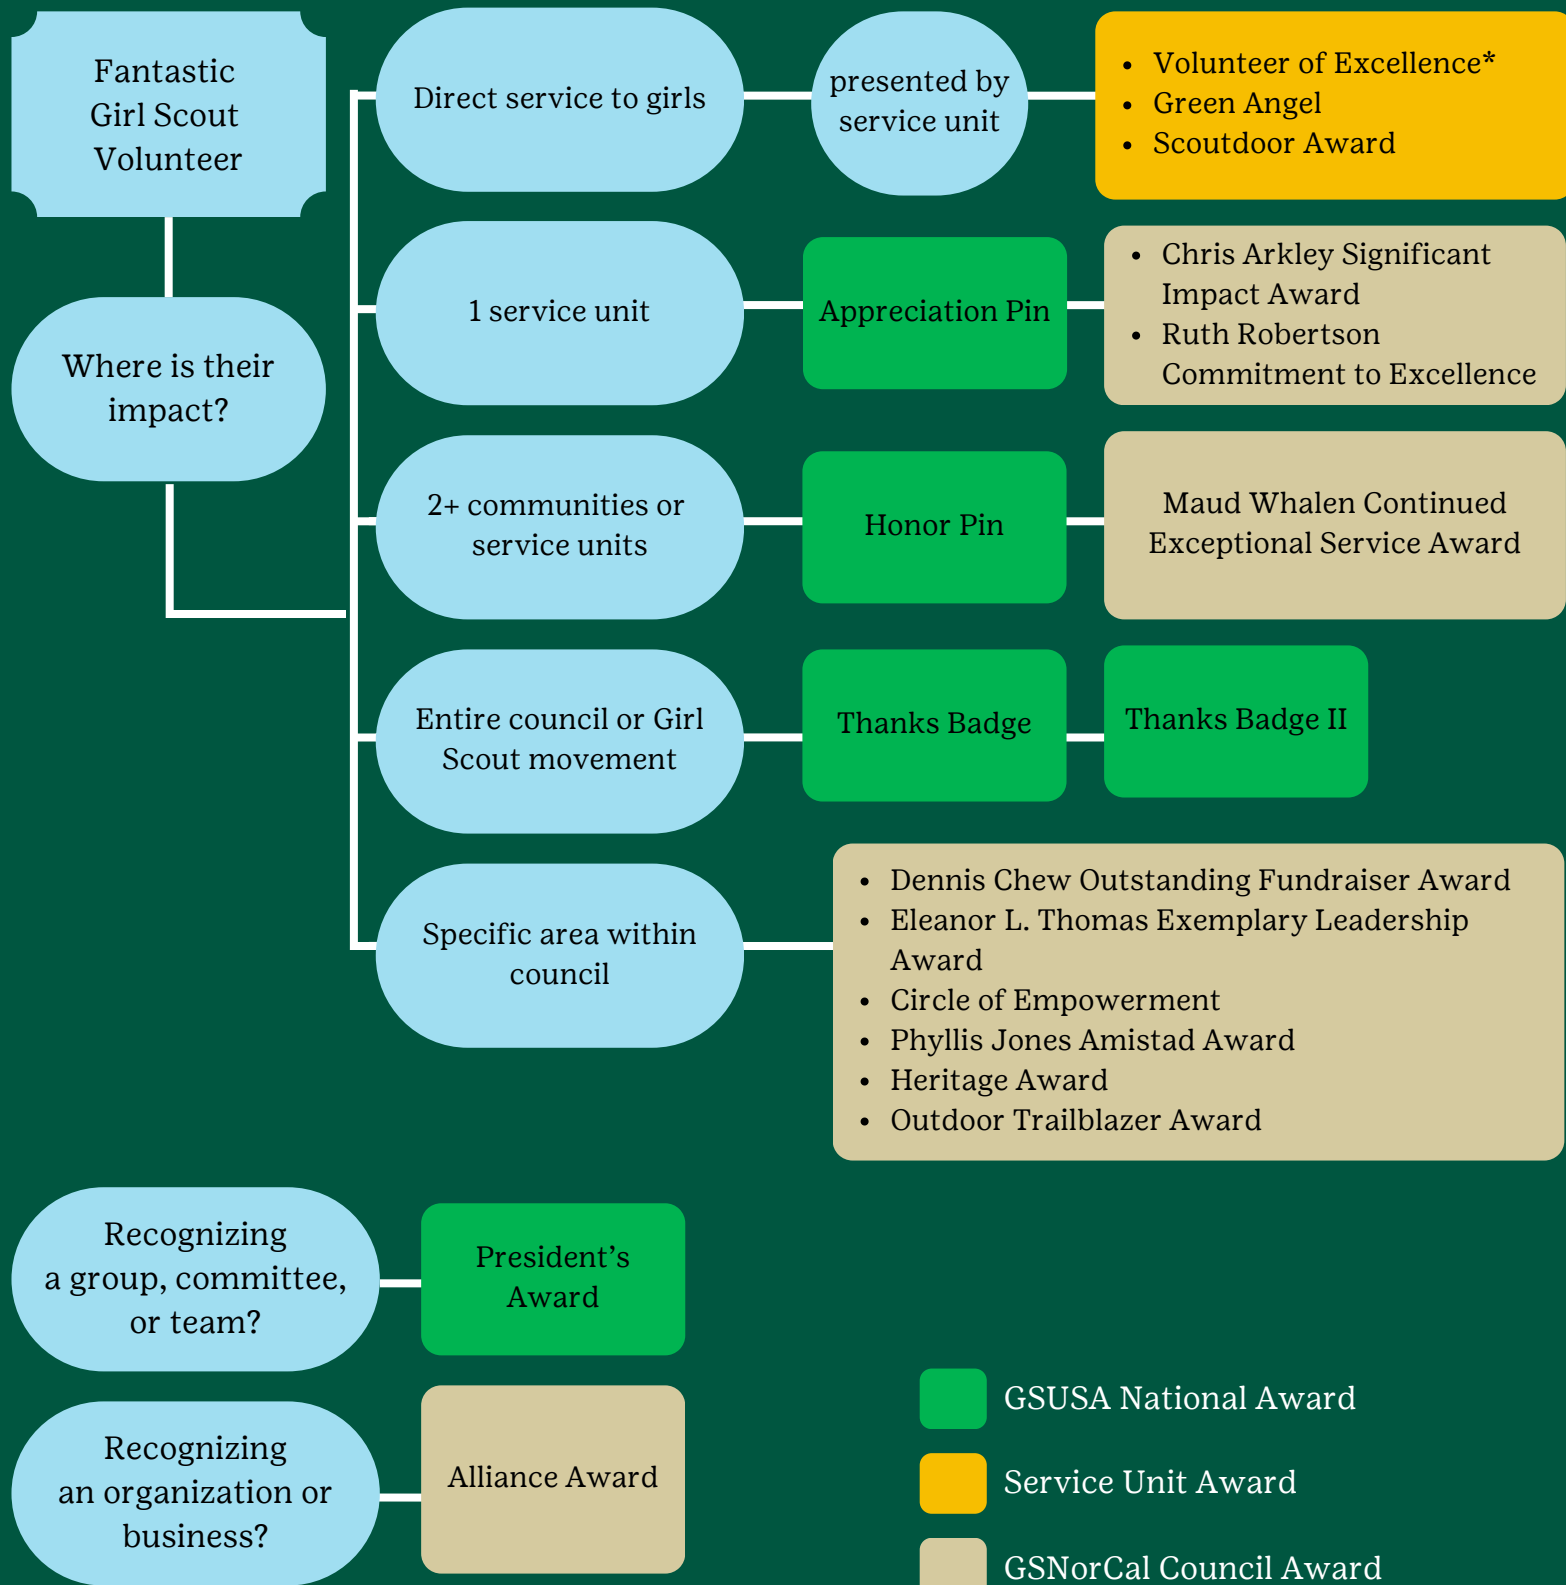 Fantastic
Girl Scout
Volunteer
Where is their
impact?
Direct service to girls
presented by
service unit
• Volunteer of Excellence*
• Green Angel
• Scoutdoor Award
1 service unit
Appreciation Pin
• Chris Arkley Significant
Impact Award
• Ruth Robertson
Commitment to Excellence
2+ communities or
service units
Honor Pin
Maud Whalen Continued
Exceptional Service Award
Entire council or Girl
Scout movement
Thanks Badge
Thanks Badge II
Specific area within
council
• Dennis Chew Outstanding Fundraiser Award
• Eleanor L. Thomas Exemplary Leadership
Award
• Circle of Empowerment
• Phyllis Jones Amistad Award
• Heritage Award
• Outdoor Trailblazer Award
Recognizing
a group, committee,
or team?
President’s
Award
Recognizing
an organization or
business?
Alliance Award
GSUSA National Award
Service Unit Award
GSNorCal Council Award